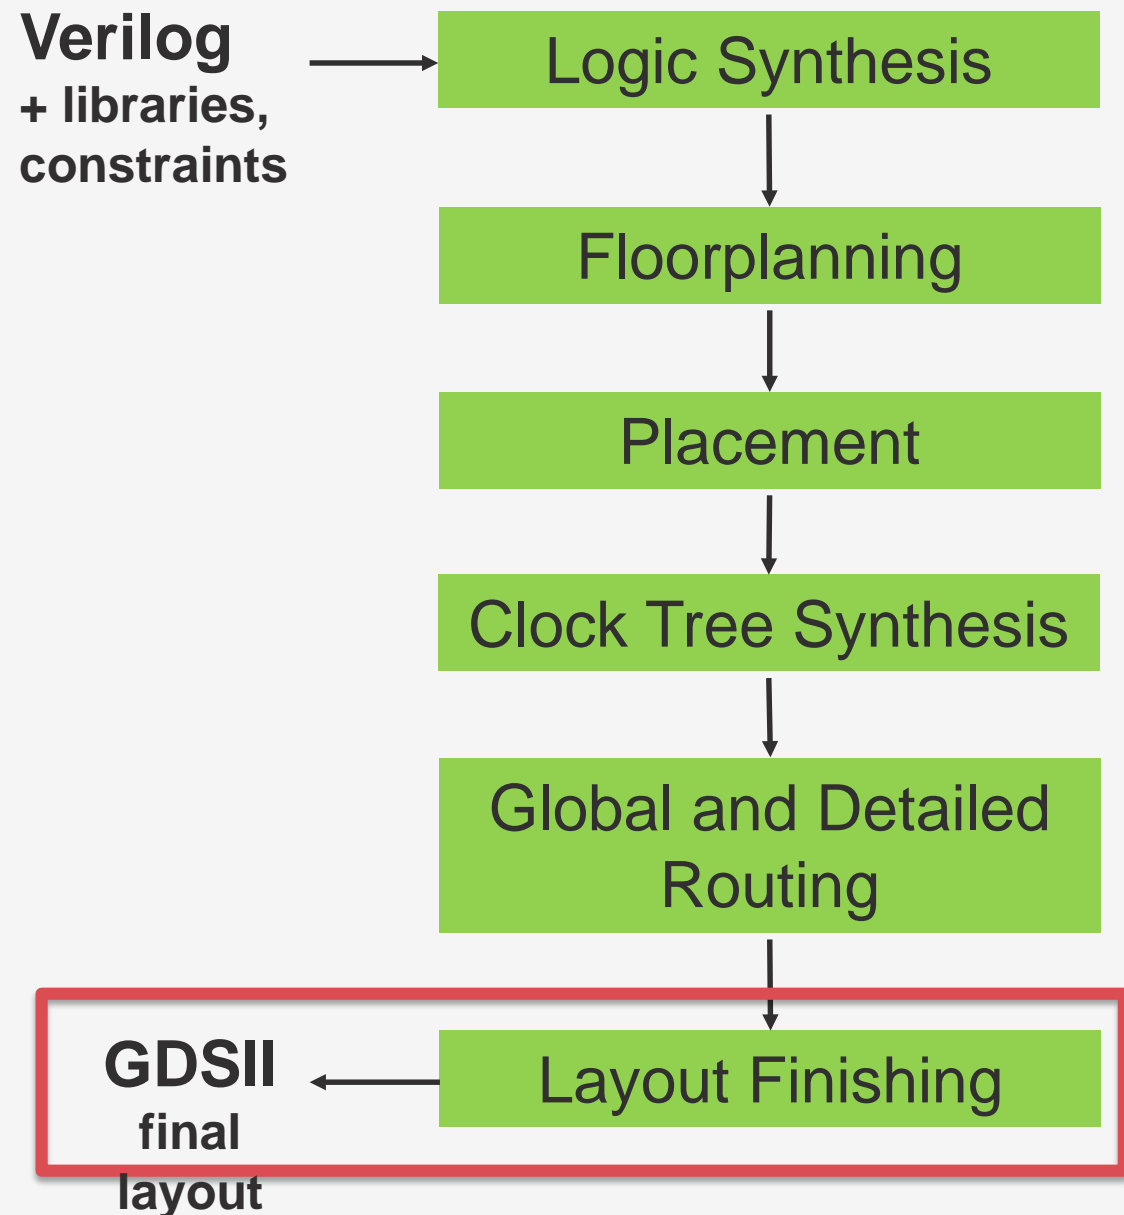 Verilog
+ libraries,
constraints
Logic Synthesis
Floorplanning
Placement
Clock Tree Synthesis
Global and Detailed
Routing
Layout Finishing
GDSII
final
layout